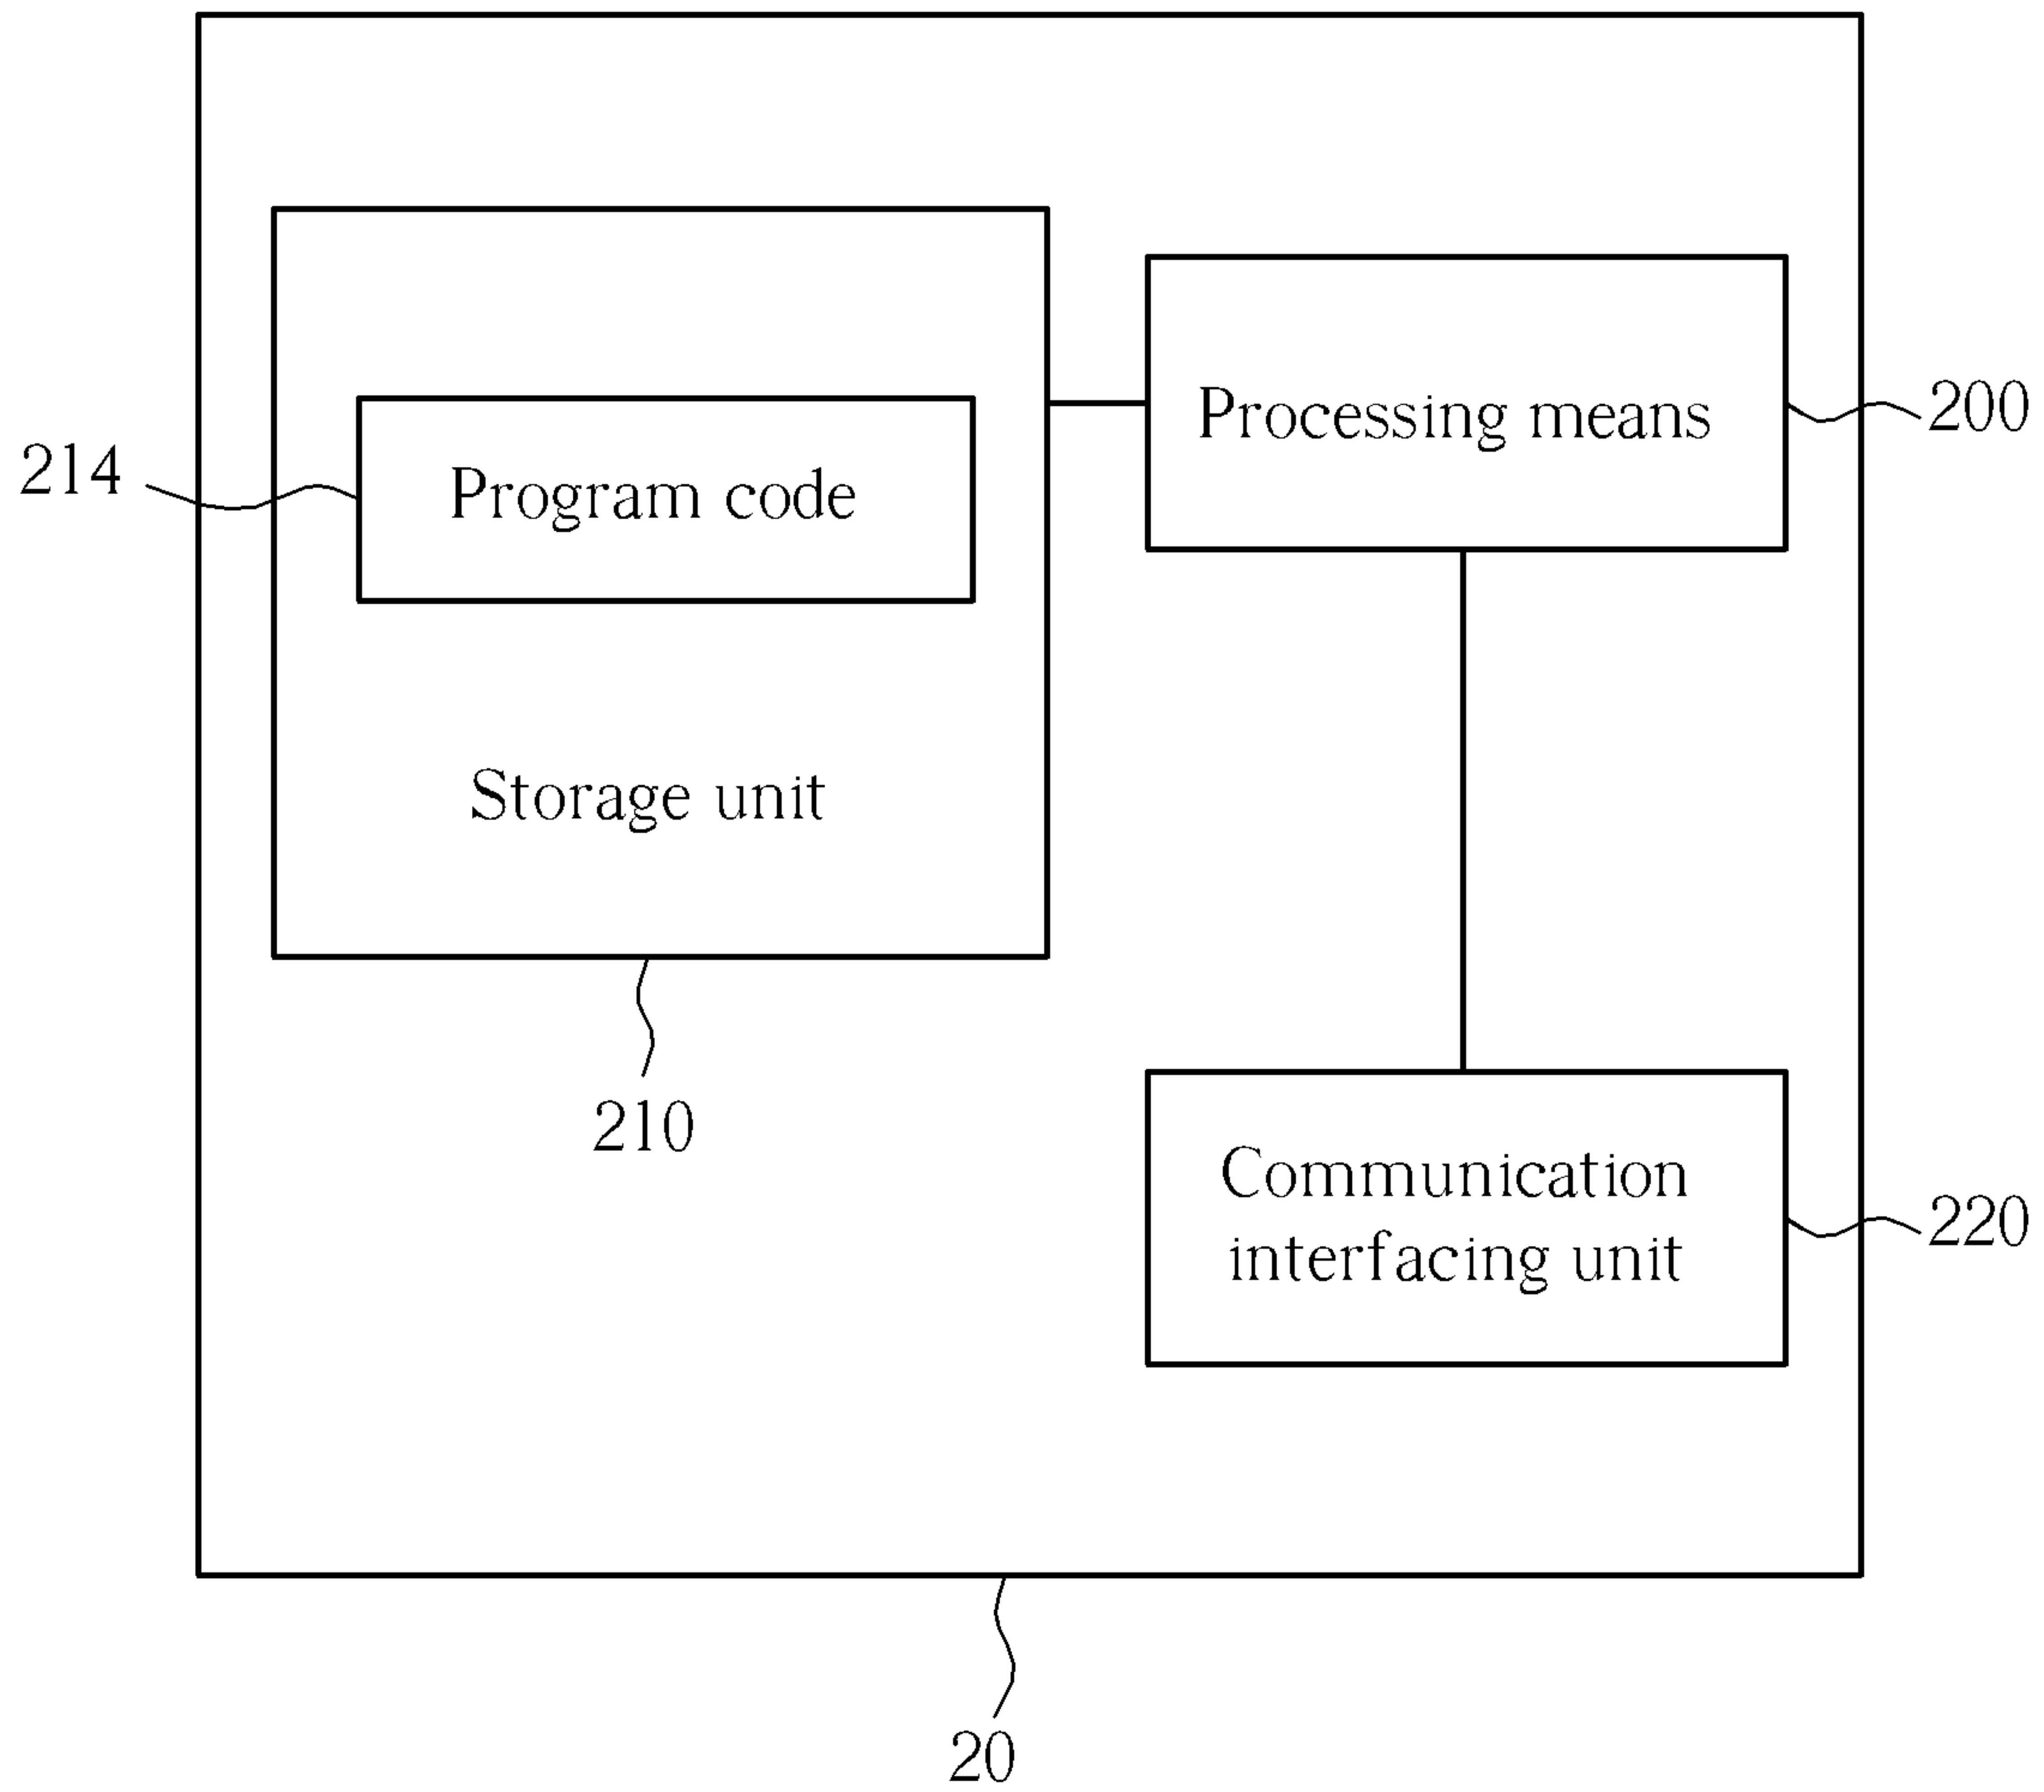 Processing means
200
214
Program code
Storage unit
210
Communication
interfacing unit
220
20